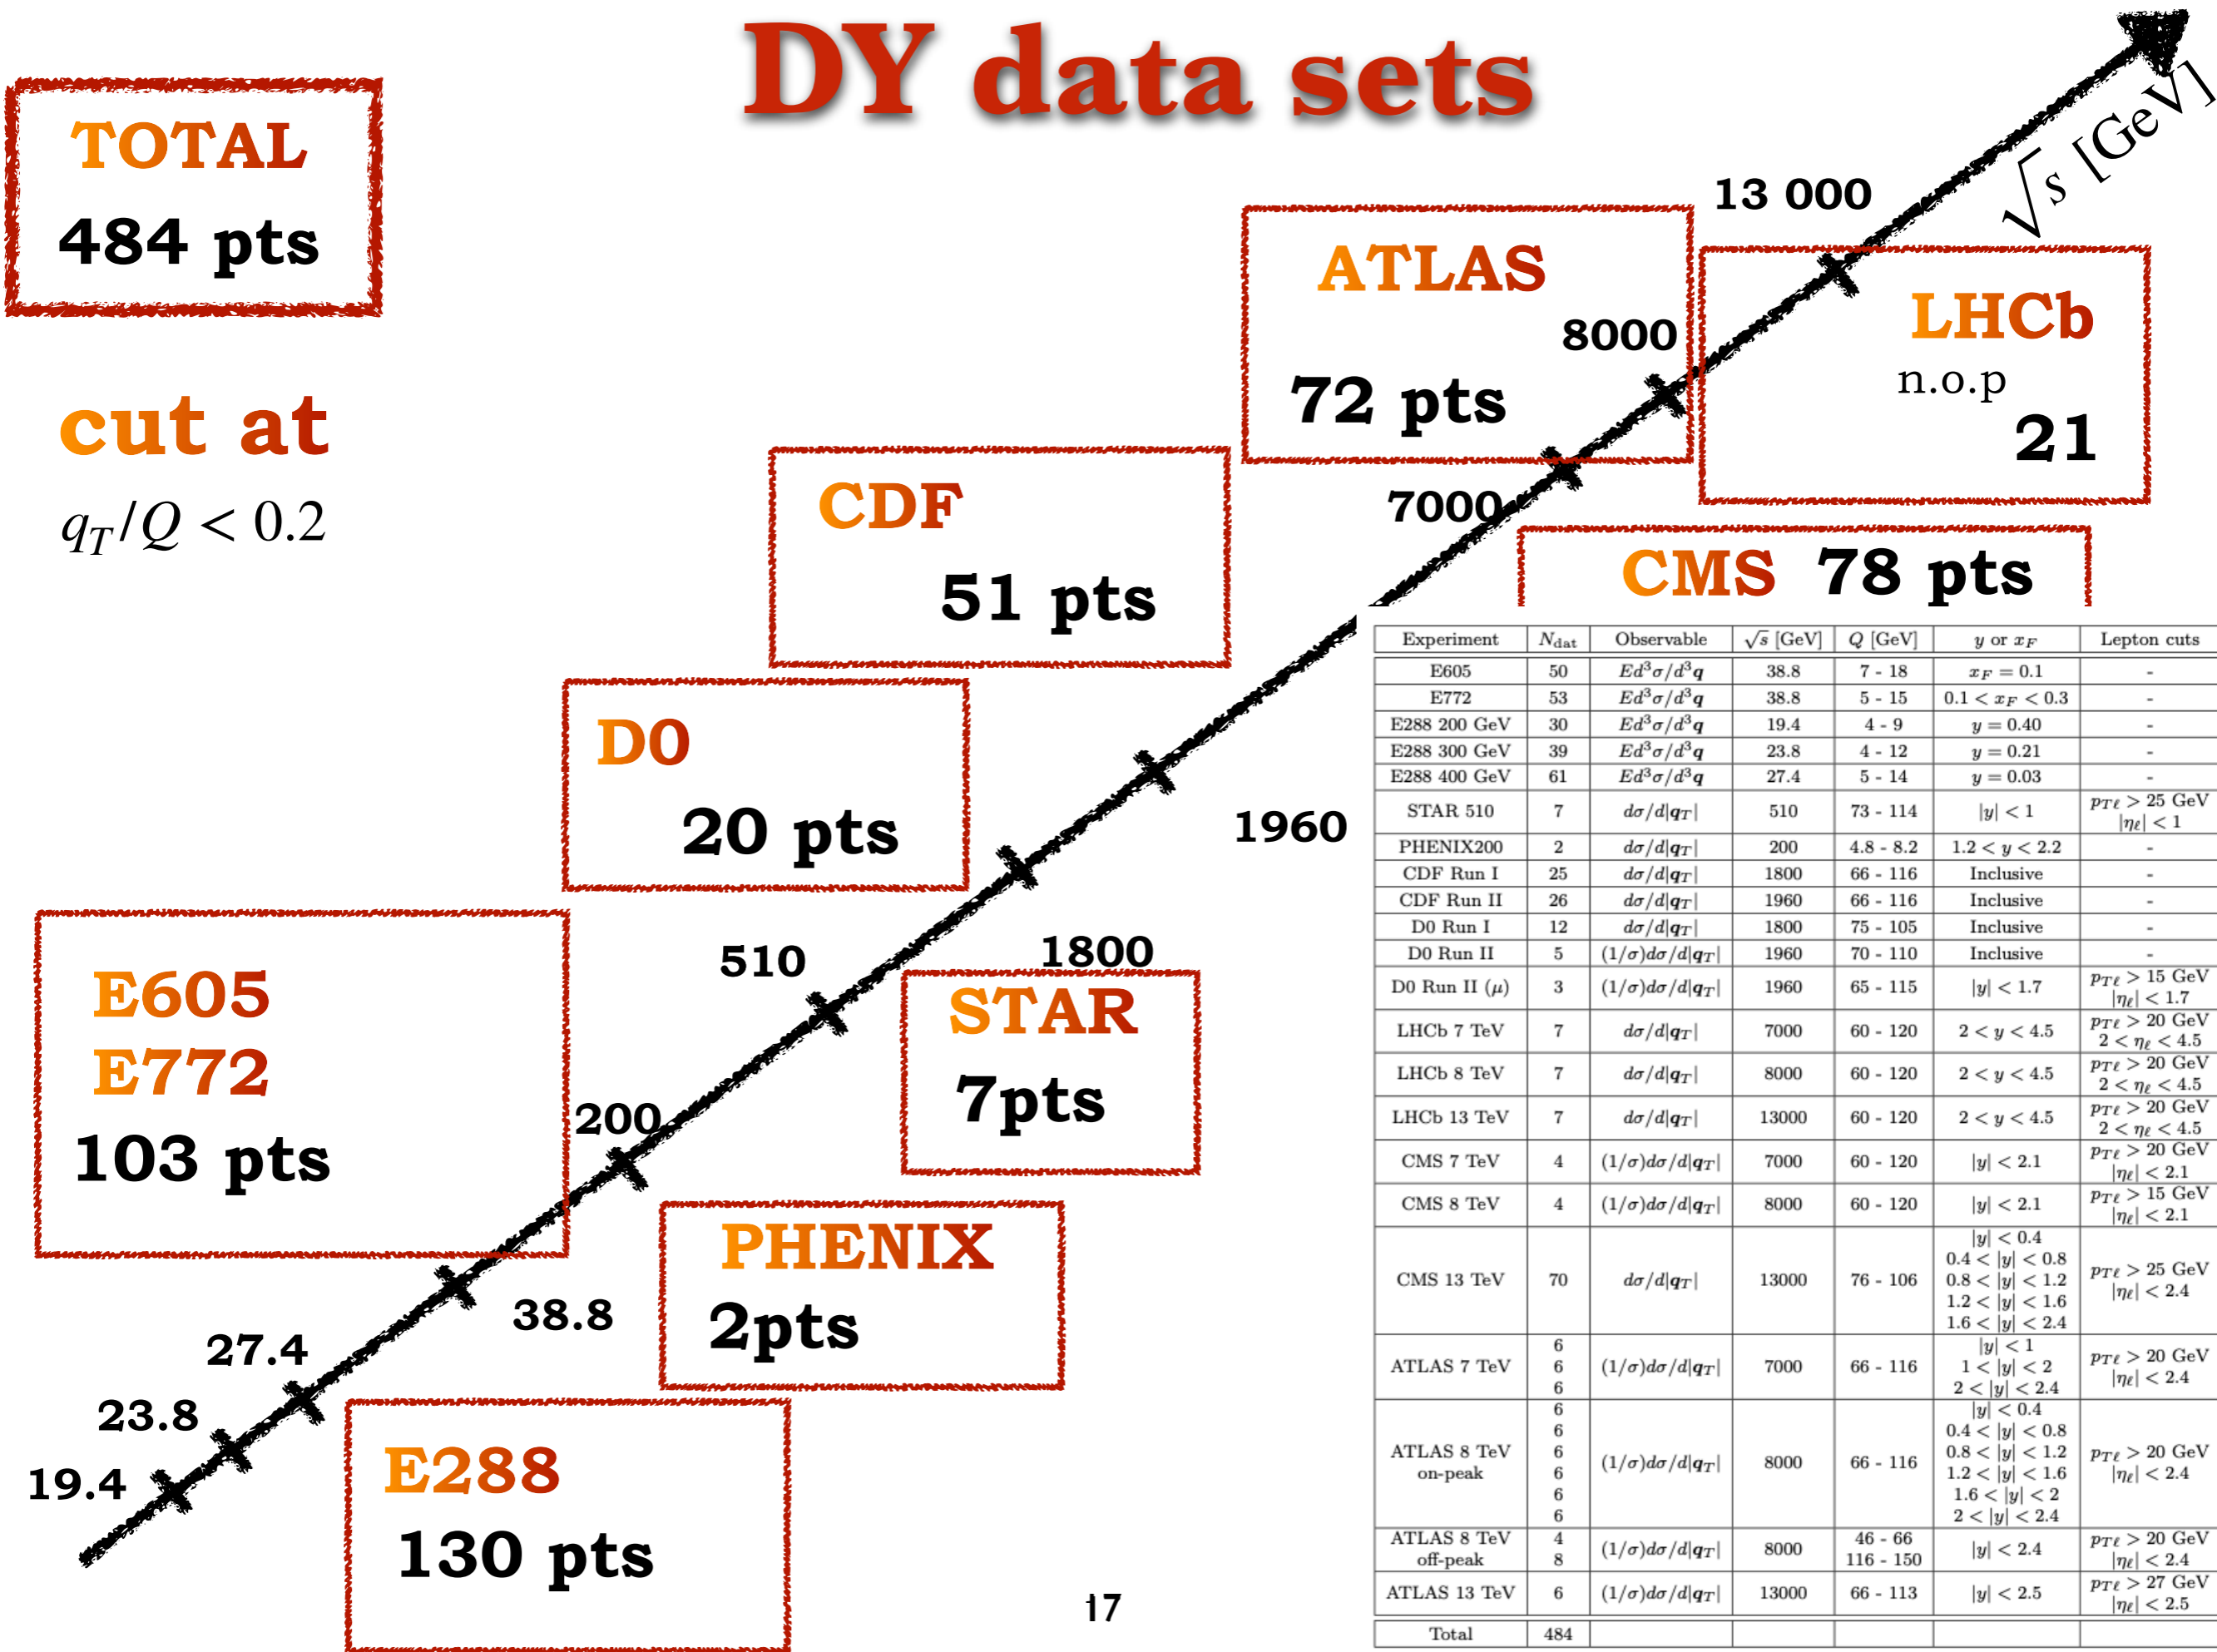 DY data sets
TOTAL
484 pts
cut at
q_T/Q < 0.2
√s [GeV]
13 000
ATLAS
72 pts
8000
LHCb
n.o.p
21
7000
CMS 78 pts
CDF
51 pts
1960
D0
20 pts
1800
510
STAR
7pts
E605
E772
103 pts
200
PHENIX
2pts
38.8
27.4
23.8
19.4
E288
130 pts
17
Experiment N_dat Observable √s [GeV] Q [GeV] y or x_F Lepton cuts
E605 50 Ed³σ/d³q 38.8 7 - 18 x_F = 0.1 -
E772 53 Ed³σ/d³q 38.8 5 - 15 0.1 < x_F < 0.3 -
E288 200 GeV 30 Ed³σ/d³q 19.4 4 - 9 y = 0.40 -
E288 300 GeV 39 Ed³σ/d³q 23.8 4 - 12 y = 0.21 -
E288 400 GeV 61 Ed³σ/d³q 27.4 5 - 14 y = 0.03 -
STAR 510 7 dσ/d|q_T| 510 73 - 114 |y| < 1 p_Tℓ > 25 GeV
|η_ℓ| < 1
PHENIX200 2 dσ/d|q_T| 200 4.8 - 8.2 1.2 < y < 2.2 -
CDF Run I 25 dσ/d|q_T| 1800 66 - 116 Inclusive -
CDF Run II 26 dσ/d|q_T| 1960 66 - 116 Inclusive -
D0 Run I 12 dσ/d|q_T| 1800 75 - 105 Inclusive -
D0 Run II 5 (1/σ)dσ/d|q_T| 1960 70 - 110 Inclusive -
D0 Run II (μ) 3 (1/σ)dσ/d|q_T| 1960 65 - 115 |y| < 1.7 p_Tℓ > 15 GeV
|η_ℓ| < 1.7
LHCb 7 TeV 7 dσ/d|q_T| 7000 60 - 120 2 < y < 4.5 p_Tℓ > 20 GeV
2 < η_ℓ < 4.5
LHCb 8 TeV 7 dσ/d|q_T| 8000 60 - 120 2 < y < 4.5 p_Tℓ > 20 GeV
2 < η_ℓ < 4.5
LHCb 13 TeV 7 dσ/d|q_T| 13000 60 - 120 2 < y < 4.5 p_Tℓ > 20 GeV
2 < η_ℓ < 4.5
CMS 7 TeV 4 (1/σ)dσ/d|q_T| 7000 60 - 120 |y| < 2.1 p_Tℓ > 20 GeV
|η_ℓ| < 2.1
CMS 8 TeV 4 (1/σ)dσ/d|q_T| 8000 60 - 120 |y| < 2.1 p_Tℓ > 15 GeV
|η_ℓ| < 2.1
CMS 13 TeV 70 dσ/d|q_T| 13000 76 - 106
|y| < 0.4
0.4 < |y| < 0.8
0.8 < |y| < 1.2
1.2 < |y| < 1.6
1.6 < |y| < 2.4
p_Tℓ > 25 GeV
|η_ℓ| < 2.4
ATLAS 7 TeV
6
6
6
(1/σ)dσ/d|q_T| 7000 66 - 116
|y| < 1
1 < |y| < 2
2 < |y| < 2.4
p_Tℓ > 20 GeV
|η_ℓ| < 2.4
ATLAS 8 TeV
on-peak
6
6
6
6
6
6
(1/σ)dσ/d|q_T| 8000 66 - 116
|y| < 0.4
0.4 < |y| < 0.8
0.8 < |y| < 1.2
1.2 < |y| < 1.6
1.6 < |y| < 2
2 < |y| < 2.4
p_Tℓ > 20 GeV
|η_ℓ| < 2.4
ATLAS 8 TeV
off-peak
4
8
(1/σ)dσ/d|q_T| 8000
46 - 66
116 - 150
|y| < 2.4
p_Tℓ > 20 GeV
|η_ℓ| < 2.4
ATLAS 13 TeV 6 (1/σ)dσ/d|q_T| 13000 66 - 113 |y| < 2.5 p_Tℓ > 27 GeV
|η_ℓ| < 2.5
Total 484